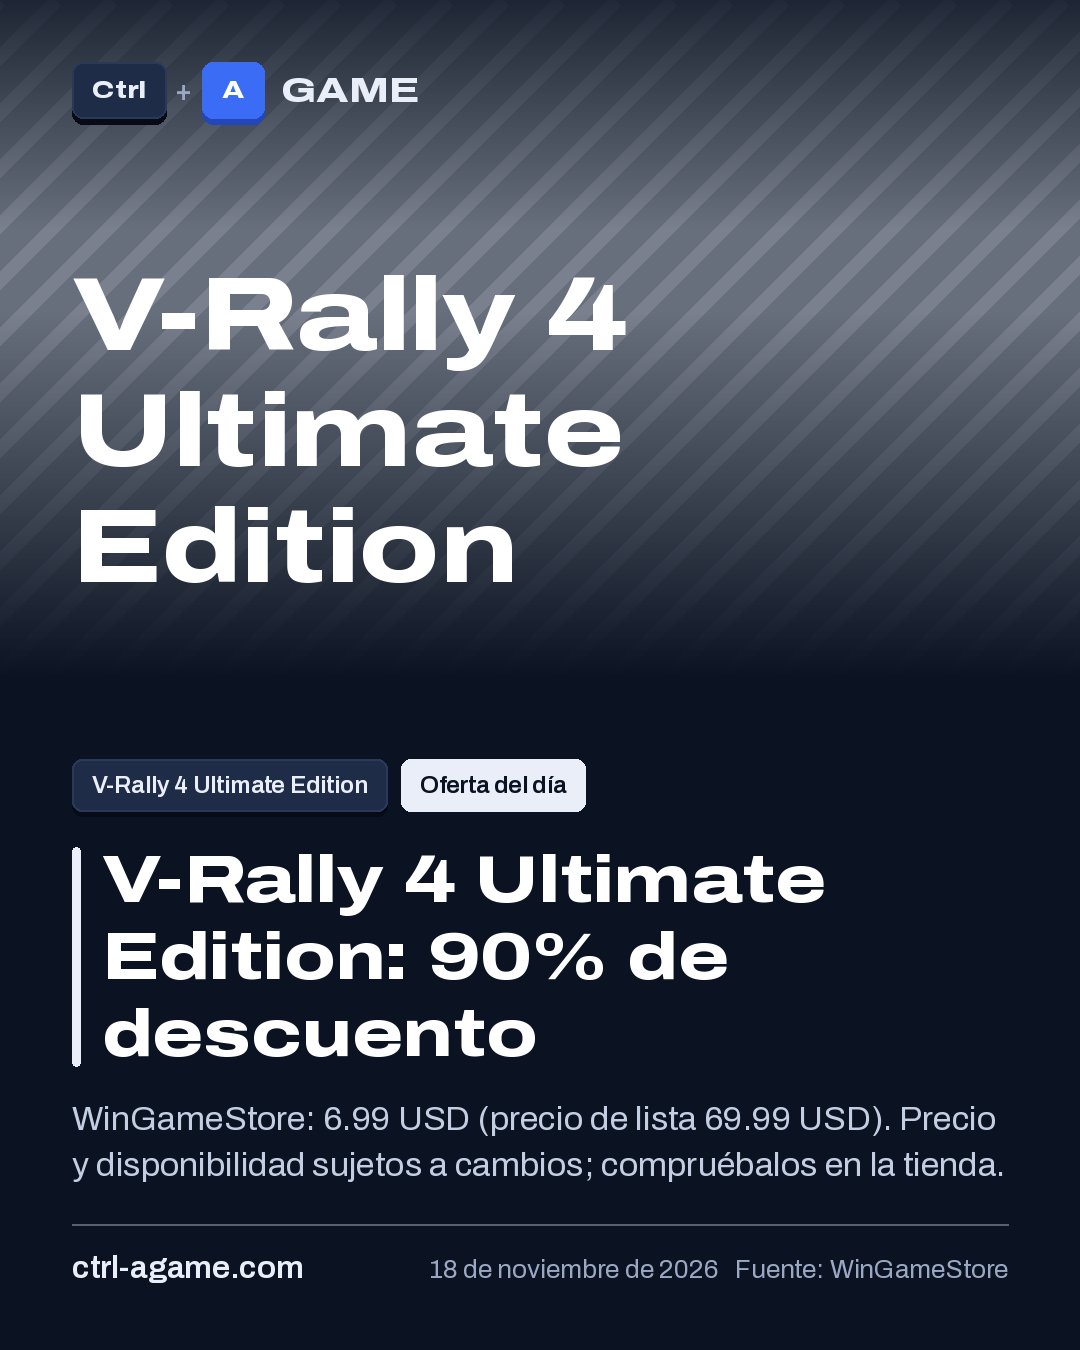 Ctrl + A GAME
V-Rally 4
Ultimate
Edition
V-Rally 4 Ultimate Edition
Oferta del día
V-Rally 4 Ultimate
Edition: 90% de
descuento
WinGameStore: 6.99 USD (precio de lista 69.99 USD). Precio
y disponibilidad sujetos a cambios; compruébalos en la tienda.
ctrl-agame.com
18 de noviembre de 2026 Fuente: WinGameStore